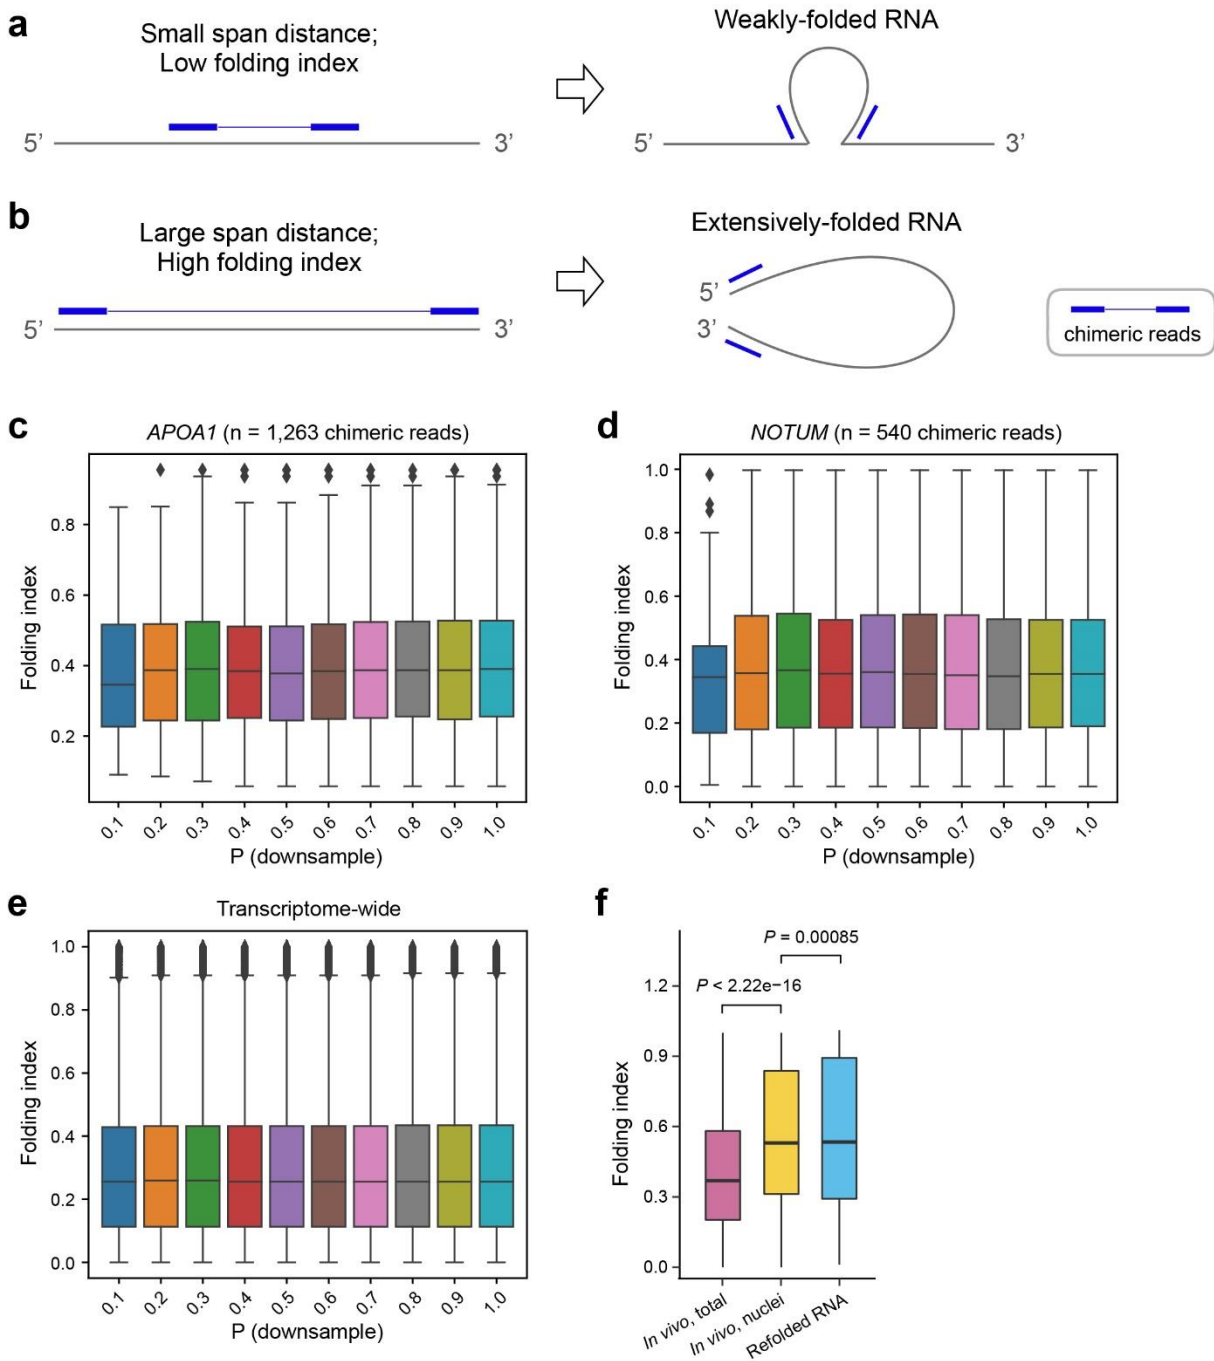 a
Small span distance;
Low folding index
Weakly-folded RNA
5’
3’
5’
3’
b
Large span distance;
High folding index
Extensively-folded RNA
5’
3’
5’
3’
chimeric reads
c
APOA1 (n = 1,263 chimeric reads)
Folding index
0.8
0.6
0.4
0.2
0.1 0.2 0.3 0.4 0.5 0.6 0.7 0.8 0.9 1.0
P (downsample)
d
NOTUM (n = 540 chimeric reads)
Folding index
1.0
0.8
0.6
0.4
0.2
0.0
0.1 0.2 0.3 0.4 0.5 0.6 0.7 0.8 0.9 1.0
P (downsample)
e
Transcriptome-wide
Folding index
1.0
0.8
0.6
0.4
0.2
0.0
0.1 0.2 0.3 0.4 0.5 0.6 0.7 0.8 0.9 1.0
P (downsample)
f
P = 0.00085
P < 2.22e−16
Folding index
1.2
0.9
0.6
0.3
0.0
In vivo, total
In vivo, nuclei
Refolded RNA